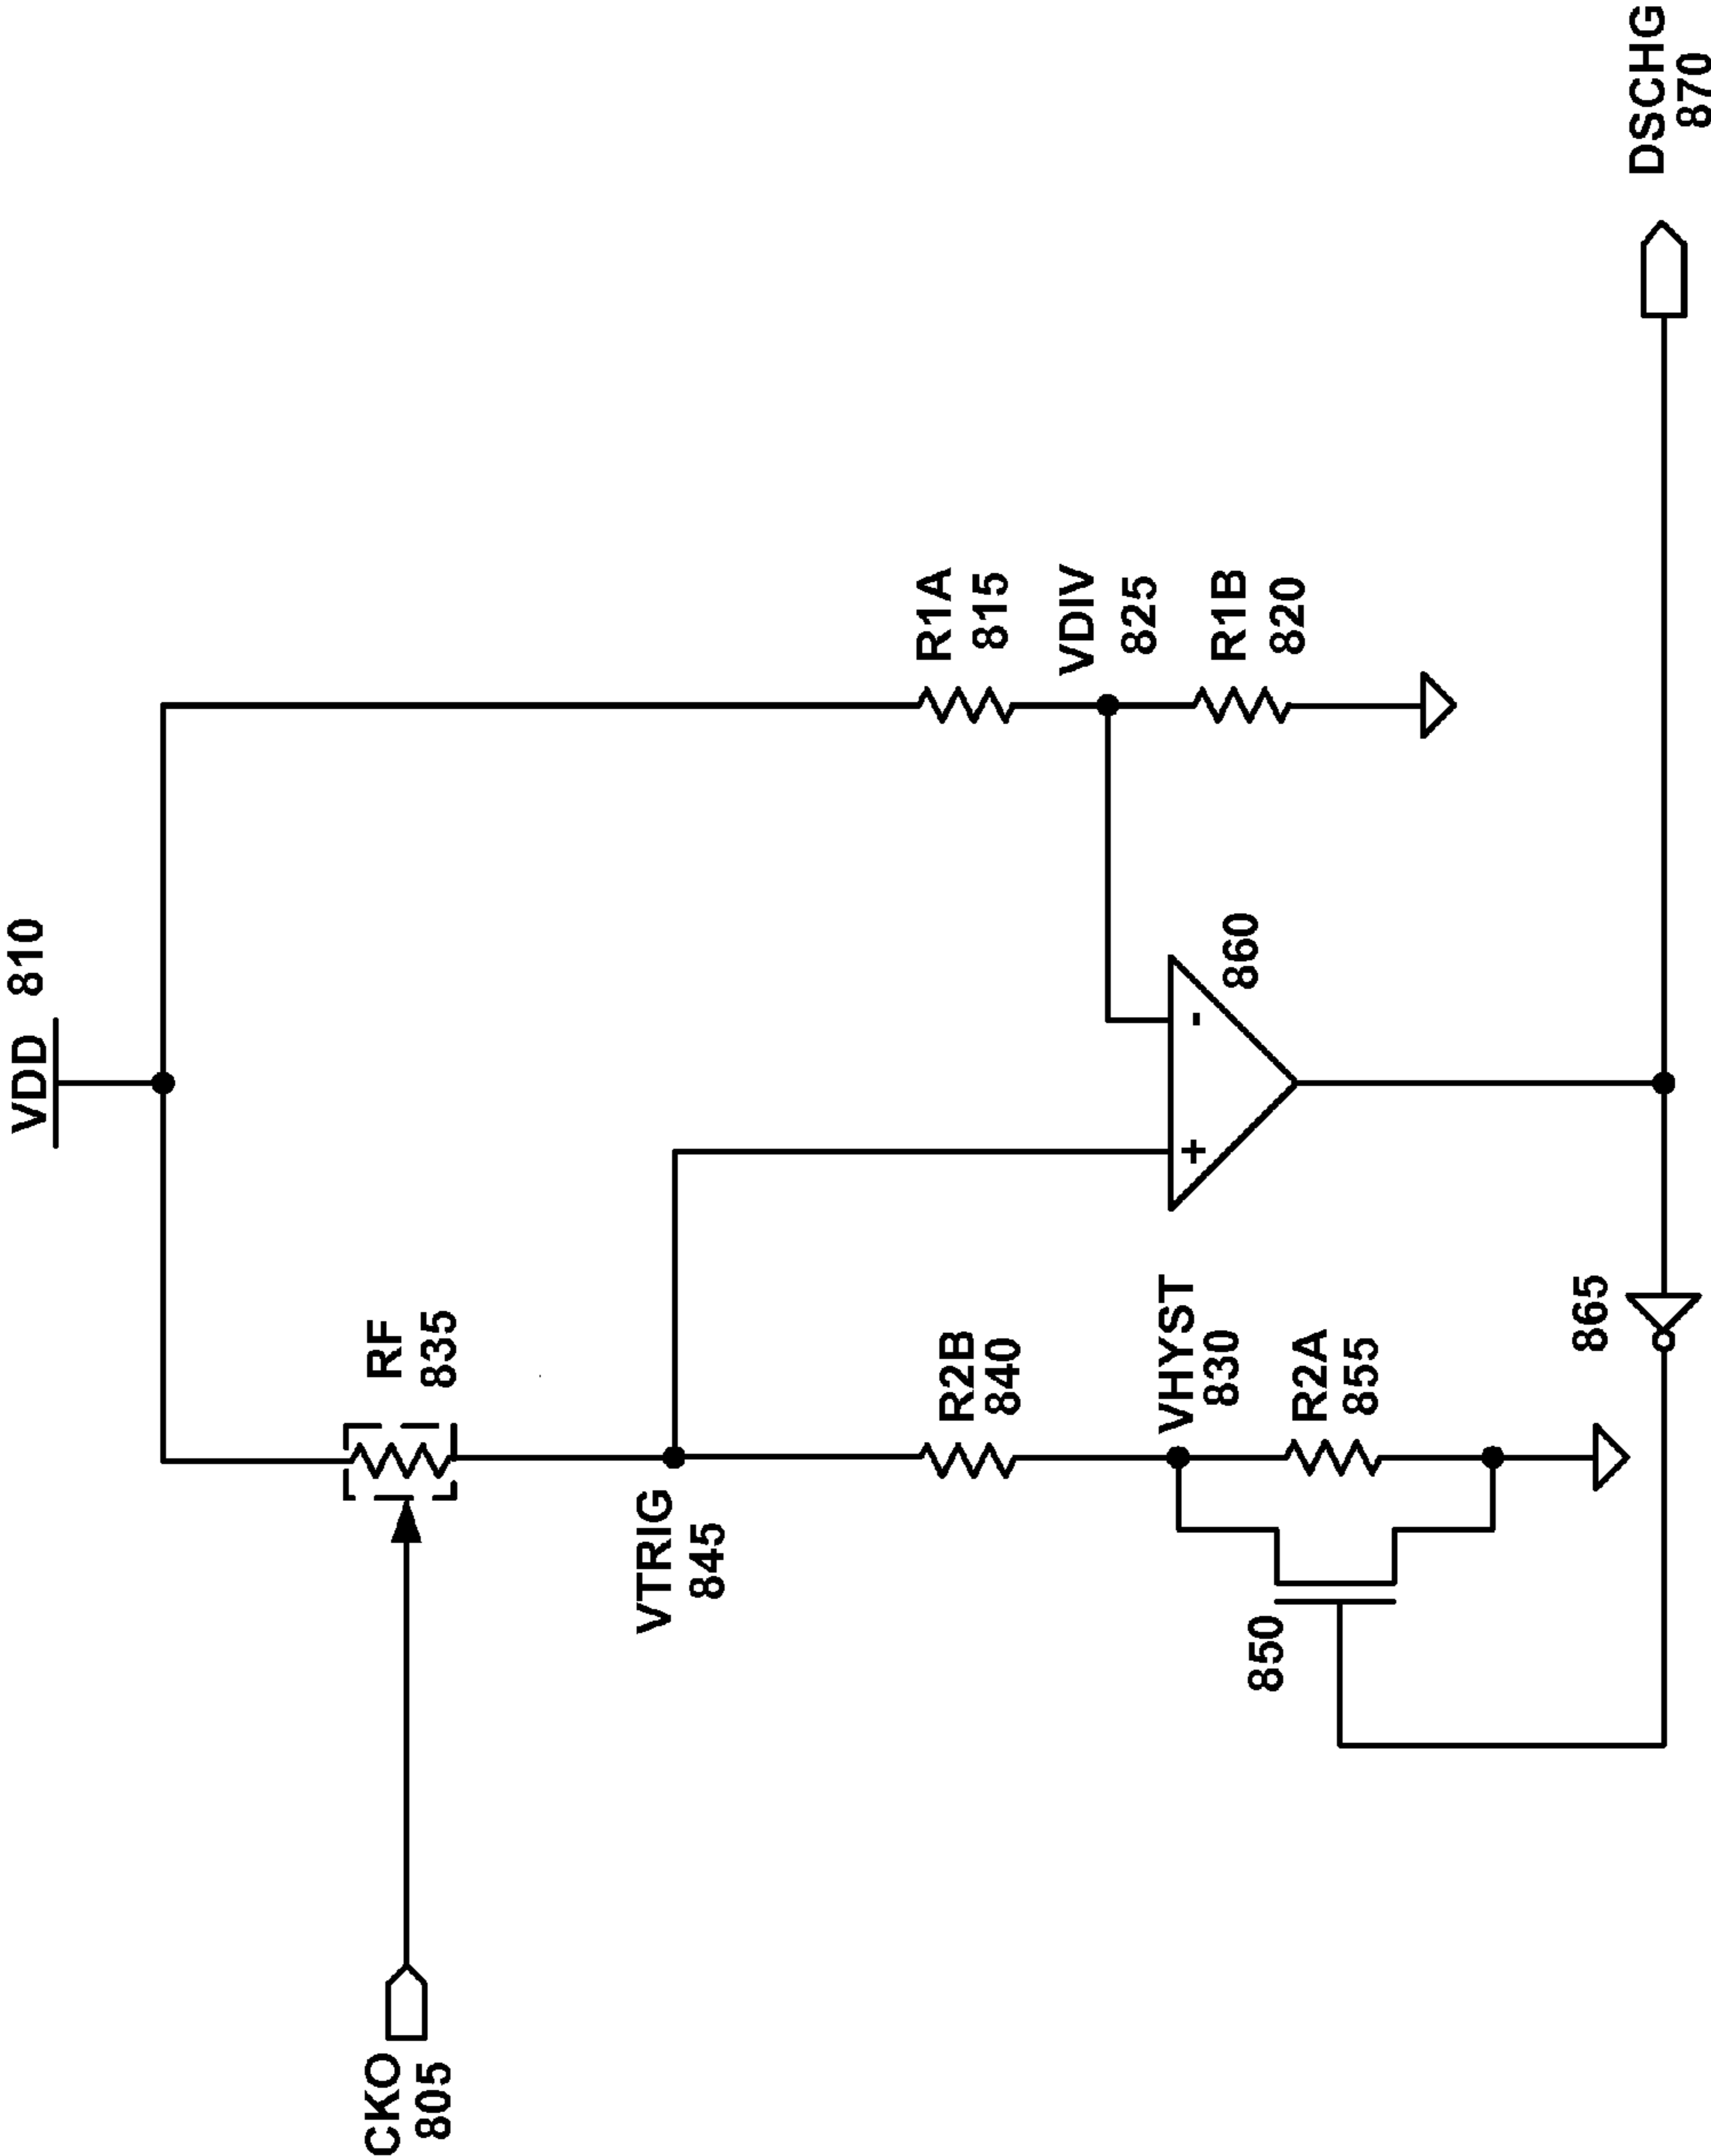 VDD 810
RF
835
CKO
805
VTRIG
845
R1A
815
VDIV
825
R1B
820
R2B
840
VHYST
830
R2A
855
850
+
-
860
865
DSCHG
870